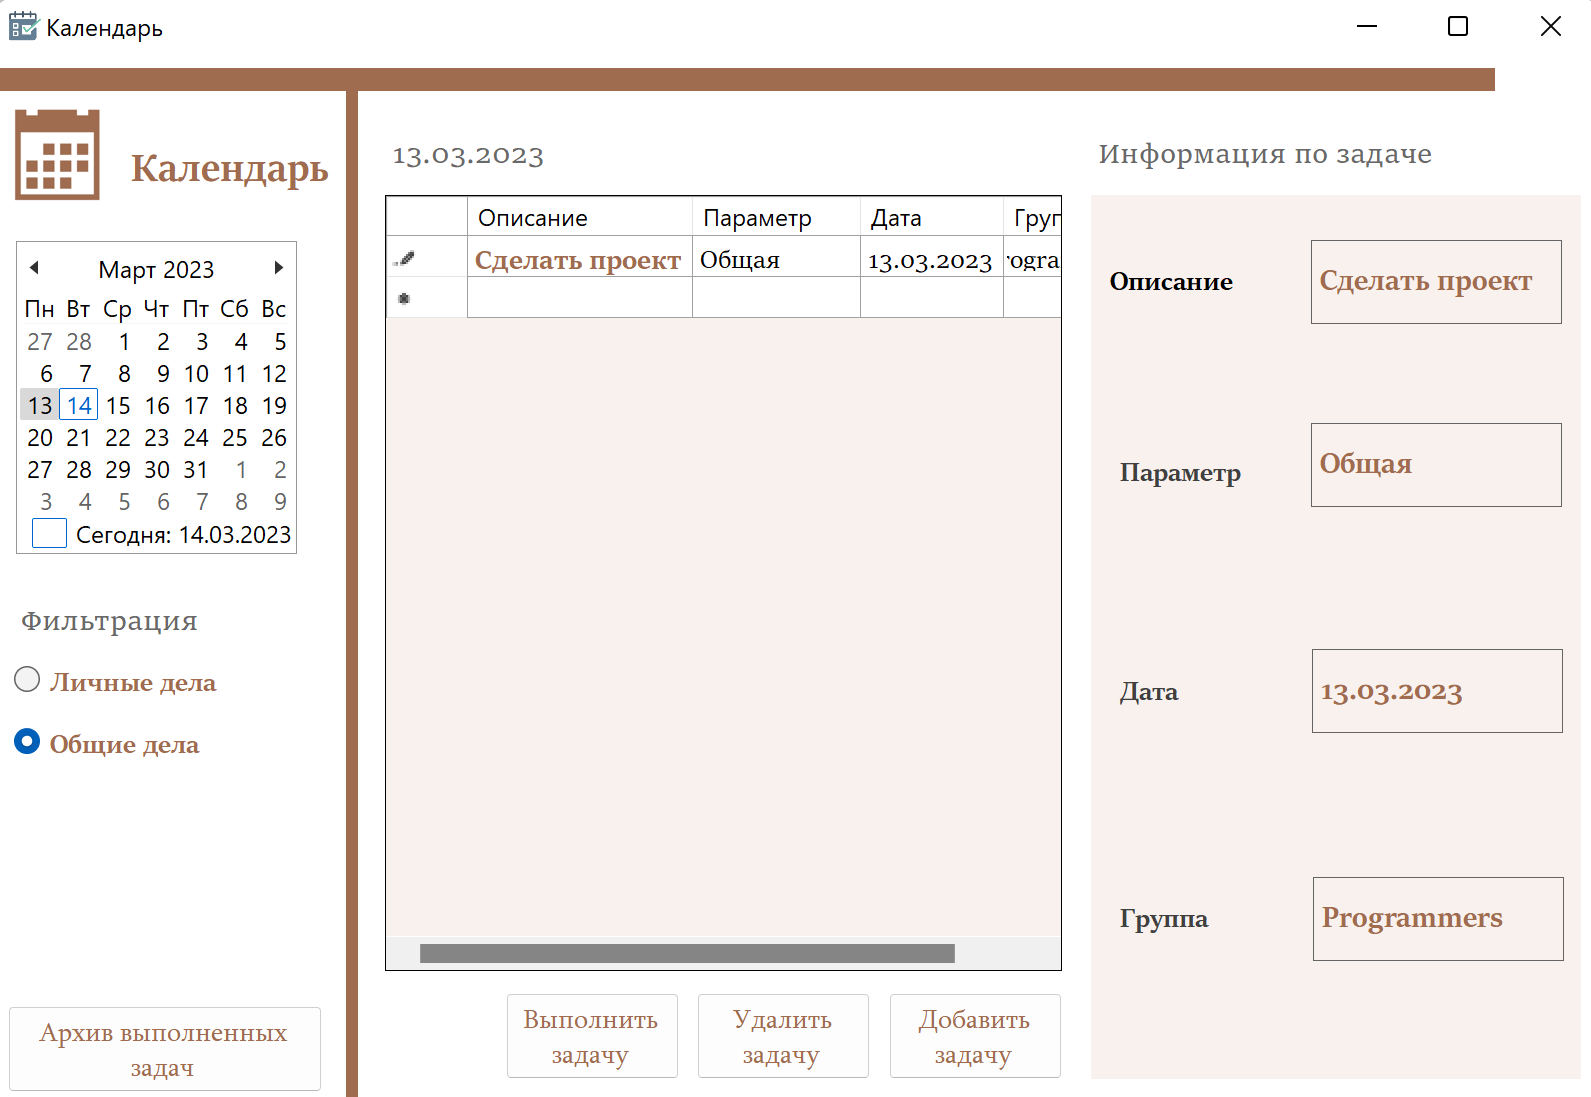 Календарь
Календарь
Март 2023
Пн Вт Ср Чт Пт Сб Вс
27 28 1 2 3 4 5
6 7 8 9 10 11 12
13 14 15 16 17 18 19
20 21 22 23 24 25 26
27 28 29 30 31 1 2
3 4 5 6 7 8 9
Сегодня: 14.03.2023
Фильтрация
Личные дела
Общие дела
Архив выполненных
задач
13.03.2023
Описание Параметр Дата Груп
Сделать проект Общая 13.03.2023 rogra
Выполнить
задачу
Удалить
задачу
Добавить
задачу
Информация по задаче
Описание Сделать проект
Параметр Общая
Дата 13.03.2023
Группа Programmers